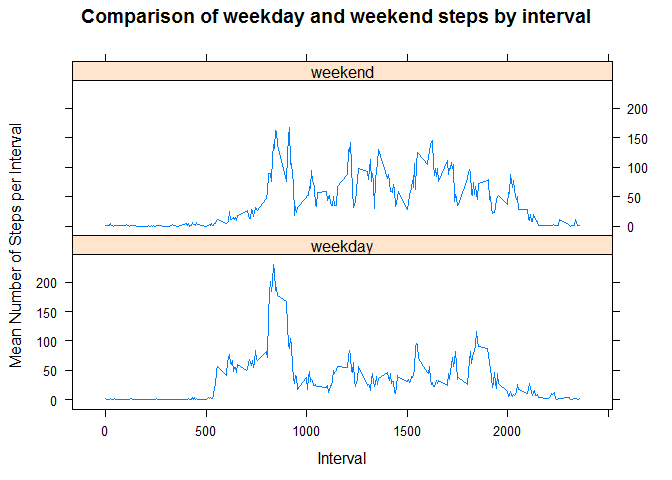 Comparison of weekday and weekend steps by interval
weekend
200
150
100
50
0
weekday
200
150
100
50
0
Mean Number of Steps per Interval
0 500 1000 1500 2000
Interval